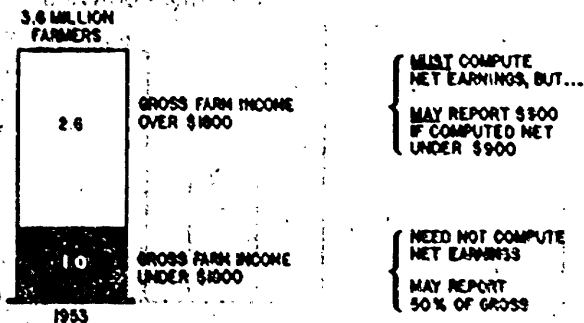 3.6 MILLION
FARMERS
2.6
GROSS FARM INCOME
OVER $1800
MUST COMPUTE
NET EARNINGS, BUT...
MAY REPORT $900
IF COMPUTED NET
UNDER $900
1.0
GROSS FARM INCOME
UNDER $1800
NEED NOT COMPUTE
NET EARNINGS
MAY REPORT
50% OF GROSS
1953